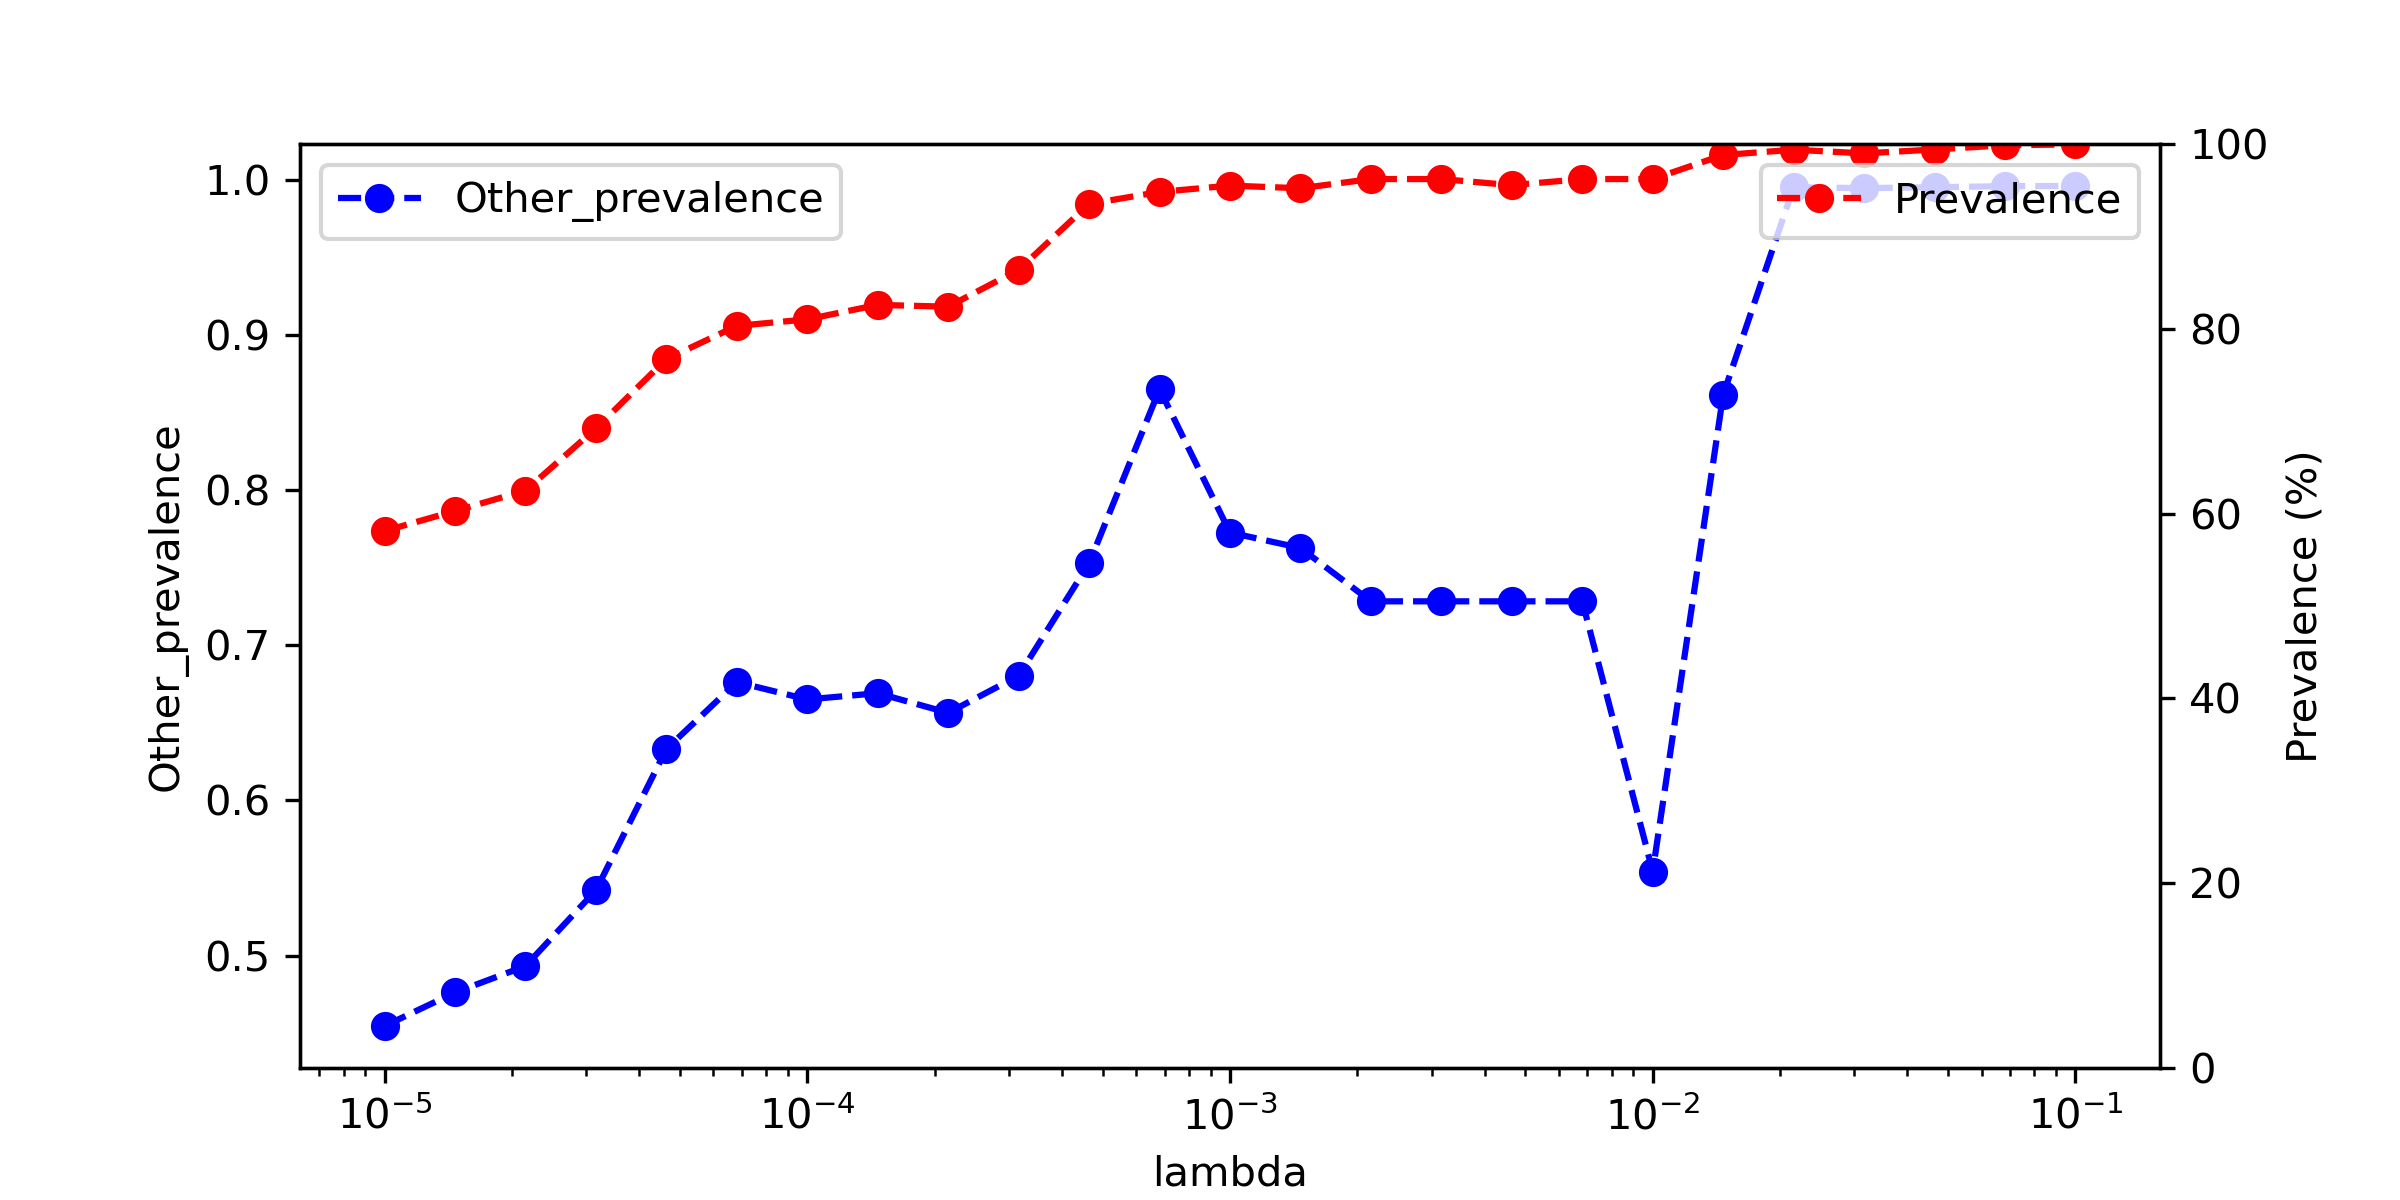 Other_prevalence
Prevalence
1.0
0.9
0.8
0.7
0.6
0.5
Other_prevalence
100
80
60
40
20
0
Prevalence (%)
10⁻⁵ 10⁻⁴ 10⁻³ 10⁻² 10⁻¹
lambda